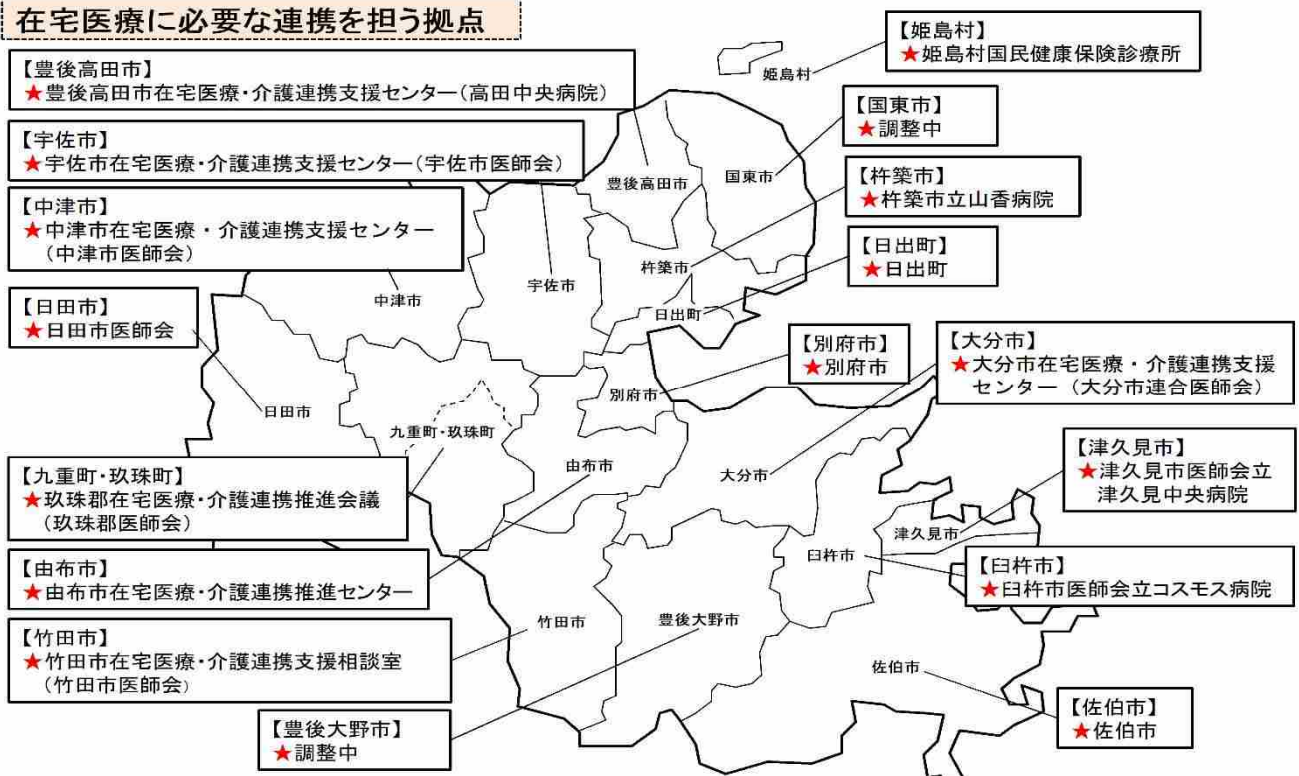 在宅医療に必要な連携を担う拠点
【豊後高田市】
★豊後高田市在宅医療・介護連携支援センター(高田中央病院)
【宇佐市】
★宇佐市在宅医療・介護連携支援センター(宇佐市医師会)
【中津市】
★中津市在宅医療・介護連携支援センター
(中津市医師会)
【日田市】
★日田市医師会
【九重町・玖珠町】
★玖珠郡在宅医療・介護連携推進会議
(玖珠郡医師会)
【由布市】
★由布市在宅医療・介護連携推進センター
【竹田市】
★竹田市在宅医療・介護連携支援相談室
(竹田市医師会)
【豊後大野市】
★調整中
【姫島村】
★姫島村国民健康保険診療所
【国東市】
★調整中
【杵築市】
★杵築市立山香病院
【日出町】
★日出町
【別府市】
★別府市
【大分市】
★大分市在宅医療・介護連携支援
センター(大分市連合医師会)
【津久見市】
★津久見市医師会立
津久見中央病院
【臼杵市】
★臼杵市医師会立コスモス病院
【佐伯市】
★佐伯市
姫島村
豊後高田市
国東市
杵築市
宇佐市
中津市
日出町
別府市
日田市
九重町・玖珠町
由布市
大分市
津久見市
臼杵市
竹田市
豊後大野市
佐伯市